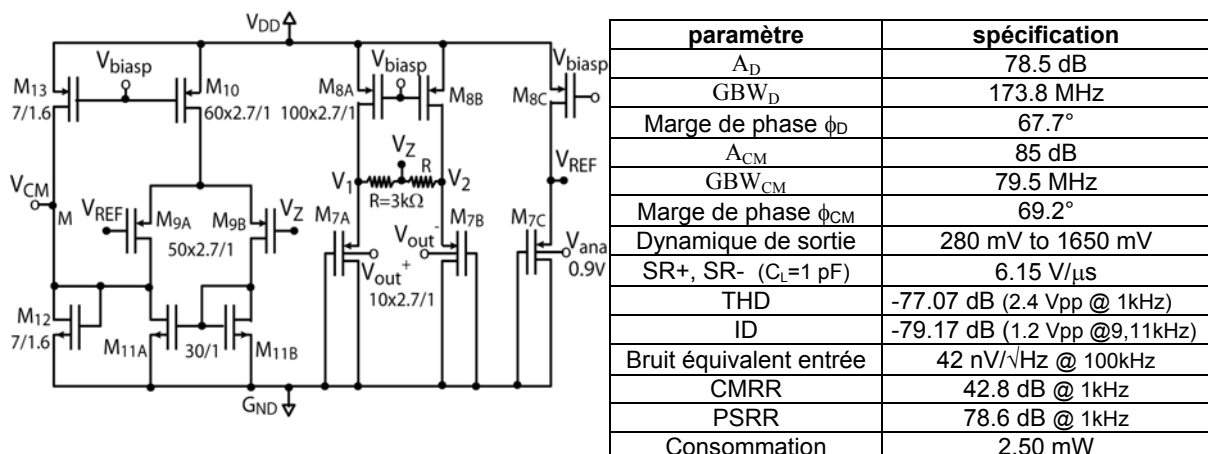 VDD
Vbiasp
M13
7/1.6
M10
60x2.7/1
Vbiasp
M8A
100x2.7/1
M8B
Vbiasp
M8C
VCM
M
VREF
M9A
M9B
VZ
50x2.7/1
VZ
V1
R
V2
R=3kΩ
VREF
M7A
Vout+
10x2.7/1
Vout-
M7B
M7C
Vana
0.9V
M12
7/1.6
M11A
30/1
M11B
GND
paramètre spécification
AD 78.5 dB
GBWD 173.8 MHz
Marge de phase ϕD 67.7°
ACM 85 dB
GBWCM 79.5 MHz
Marge de phase ϕCM 69.2°
Dynamique de sortie 280 mV to 1650 mV
SR+, SR- (CL=1 pF) 6.15 V/μs
THD -77.07 dB (2.4 Vpp @ 1kHz)
ID -79.17 dB (1.2 Vpp @9,11kHz)
Bruit équivalent entrée 42 nV/√Hz @ 100kHz
CMRR 42.8 dB @ 1kHz
PSRR 78.6 dB @ 1kHz
Consommation 2.50 mW